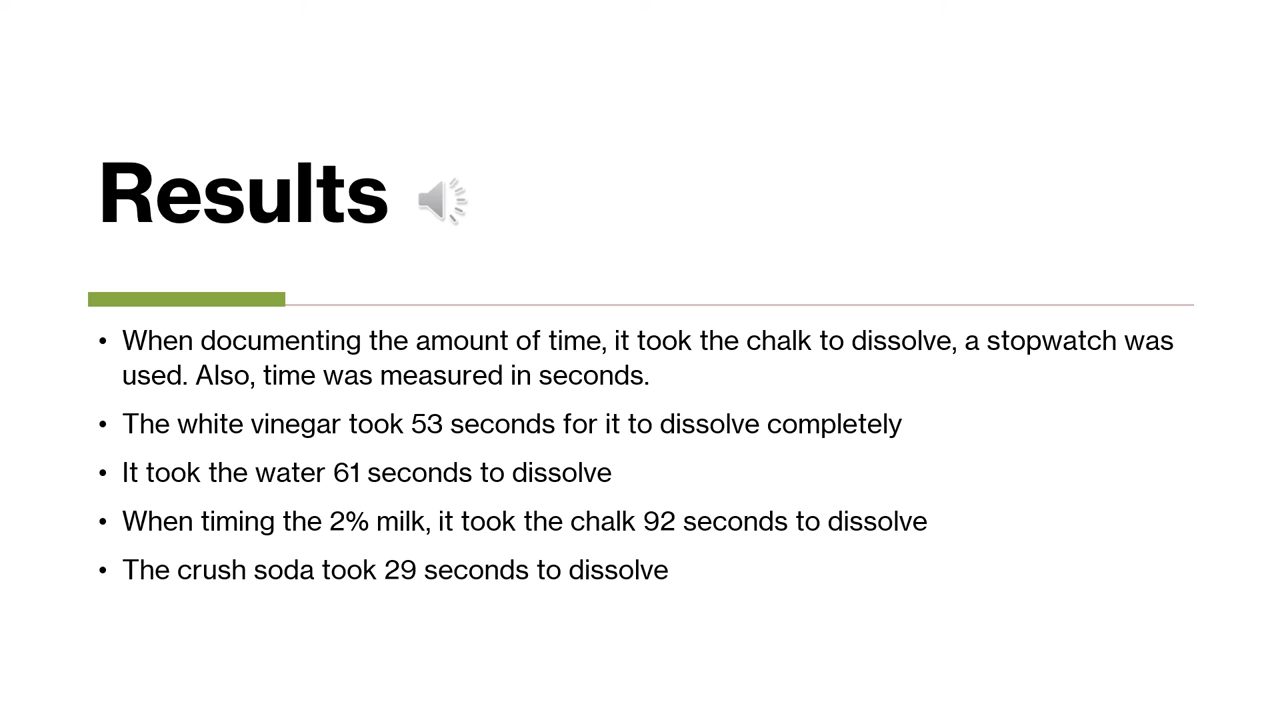 Results
• When documenting the amount of time, it took the chalk to dissolve, a stopwatch was
used. Also, time was measured in seconds.
• The white vinegar took 53 seconds for it to dissolve completely
• It took the water 61 seconds to dissolve
• When timing the 2% milk, it took the chalk 92 seconds to dissolve
• The crush soda took 29 seconds to dissolve